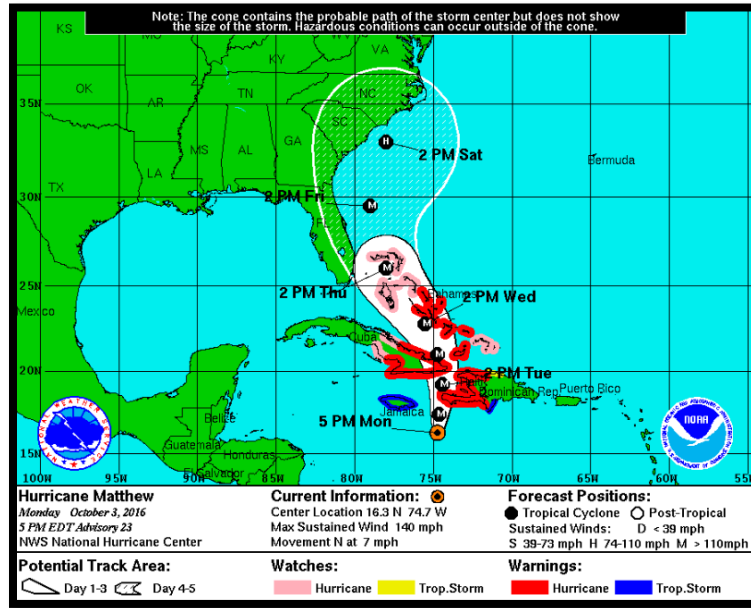 Note: The cone contains the probable path of the storm center but does not show
the size of the storm. Hazardous conditions can occur outside of the cone.
KS
MO
WV
VA
KY
35N
OK
AR
TN
NC
SC
MS
AL
GA
2 PM Sat
Bermuda
LA
30N
TX
2 PM Fri
FL
2 PM Thu
25N
Bahamas
2 PM Wed
Mexico
Cuba
20N
2 PM Tue
Haiti
Dominican Rep.
Puerto Rico
Jamaica
5 PM Mon
Belize
Guatemala
Honduras
15N
El Salvador
NATIONAL WEATHER SERVICE
NOAA
100W 95W 90W 85W 80W 75W 70W 65W 60W 55W
H
M
M
M
M
M
M
Hurricane Matthew
Monday October 3, 2016
5 PM EDT Advisory 23
NWS National Hurricane Center
Current Information:
Center Location 16.3 N 74.7 W
Max Sustained Wind 140 mph
Movement N at 7 mph
Forecast Positions:
Tropical Cyclone Post-Tropical
Sustained Winds: D < 39 mph
S 39-73 mph H 74-110 mph M > 110mph
Potential Track Area:
Day 1-3 Day 4-5
Watches:
Hurricane Trop.Storm
Warnings:
Hurricane Trop.Storm